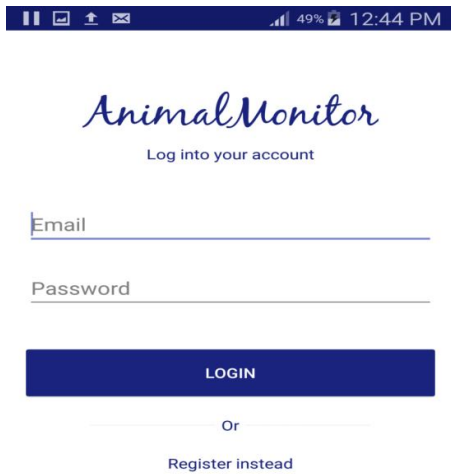 49% 12:44 PM
AnimalMonitor
Log into your account
Email
Password
LOGIN
Or
Register instead